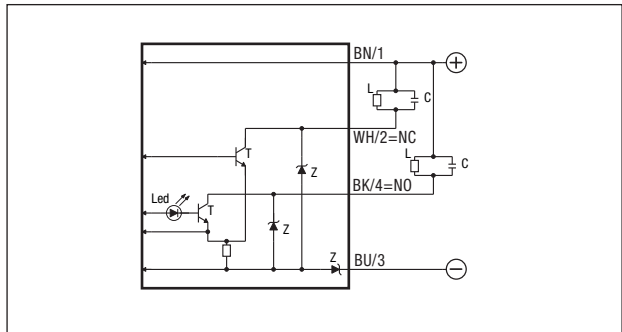 BN/1
+
L
C
WH/2=NC
T
Z
L
C
BK/4=NO
Led
T
Z
Z
BU/3
−